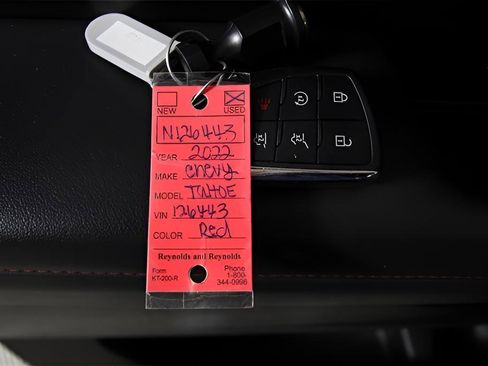 NEW USED
N126443
YEAR 2022
MAKE Chevy
MODEL TAHOE
VIN 126443
COLOR Red
Reynolds and Reynolds
Form Phone
KT-200-R 1-800-
344-0996